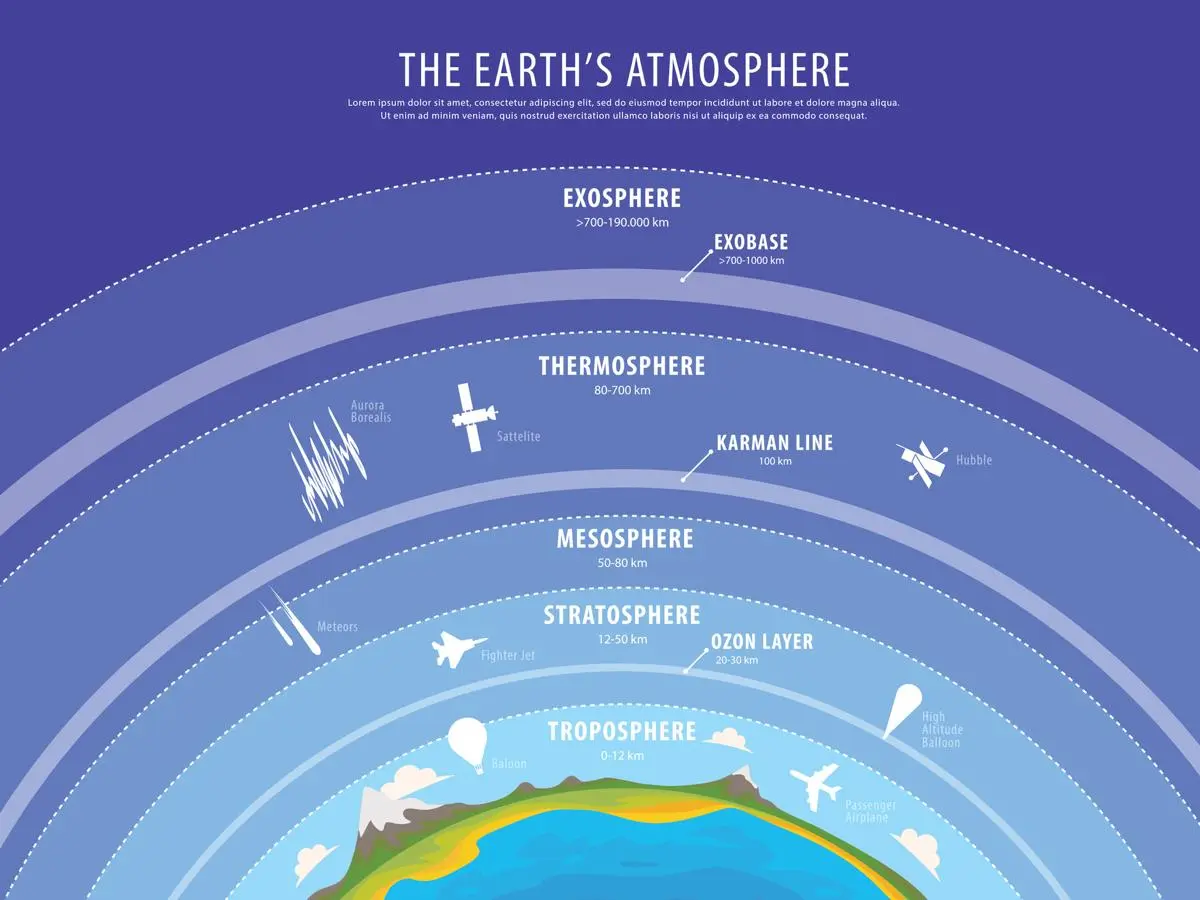 THE EARTH'S ATMOSPHERE
Lorem ipsum dolor sit amet, consectetur adipiscing elit, sed do eiusmod tempor incididunt ut labore et dolore magna aliqua.
Ut enim ad minim veniam, quis nostrud exercitation ullamco laboris nisi ut aliquip ex ea commodo consequat.
EXOSPHERE
>700-190.000 km
EXOBASE
>700-1000 km
THERMOSPHERE
80-700 km
Aurora
Borealis
Sattelite
KARMAN LINE
100 km
Hubble
MESOSPHERE
50-80 km
Meteors
STRATOSPHERE
12-50 km
OZON LAYER
20-30 km
Fighter Jet
High
Altitude
Balloon
TROPOSPHERE
0-12 km
Baloon
Passenger
Airplane